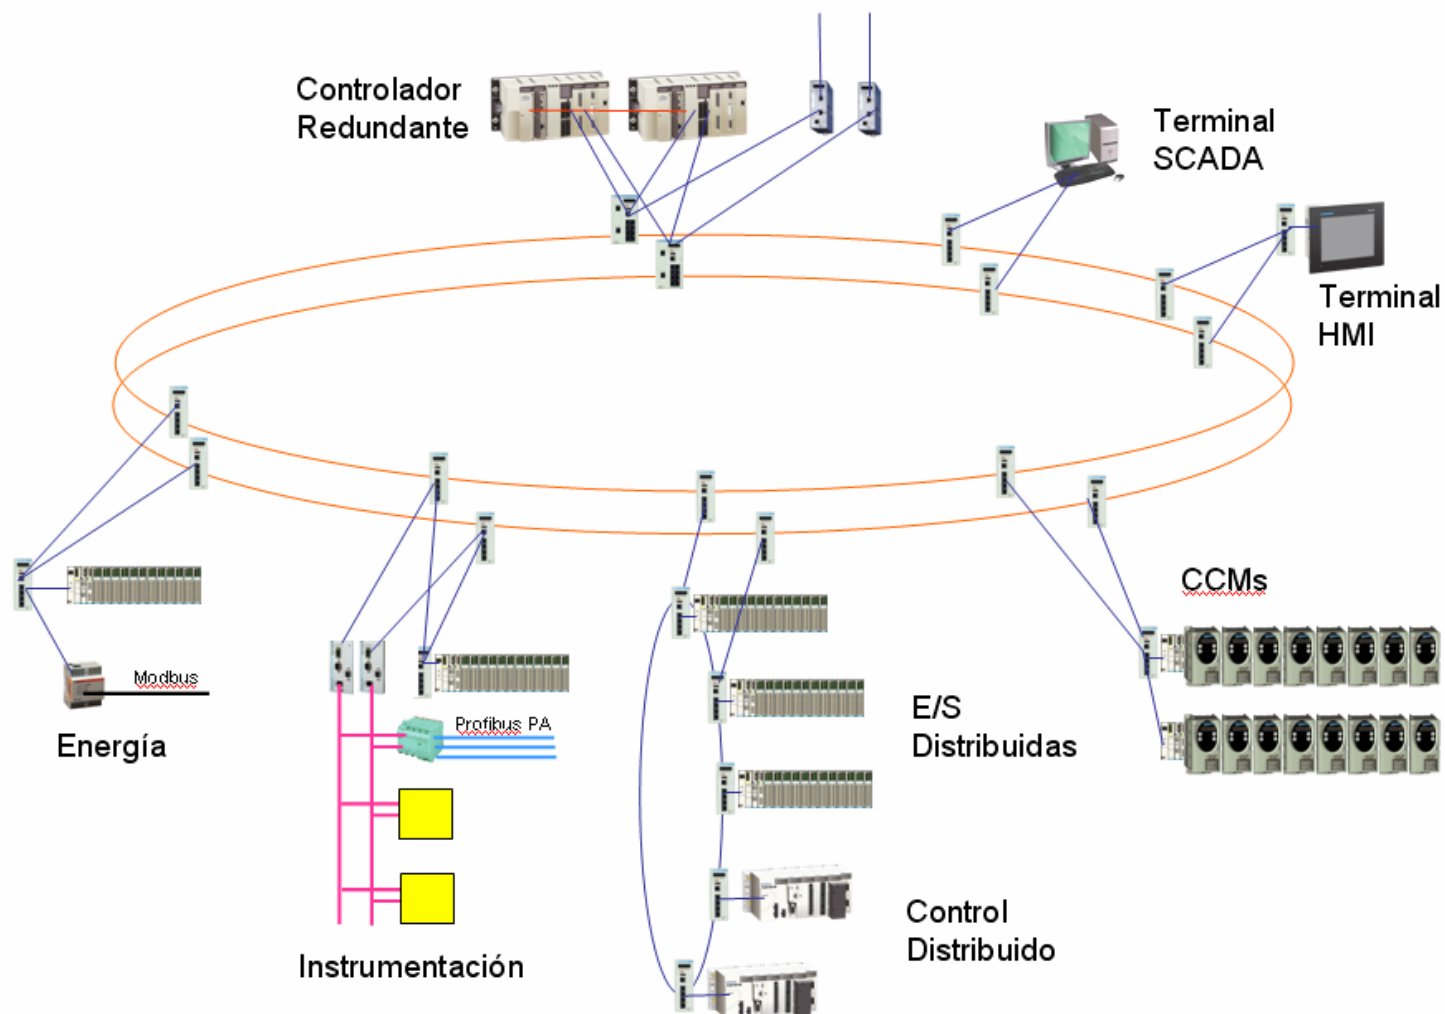 Controlador
Redundante
Terminal
SCADA
Terminal
HMI
CCMs
Modbus
Energía
Profibus PA
E/S
Distribuidas
Instrumentación
Control
Distribuido